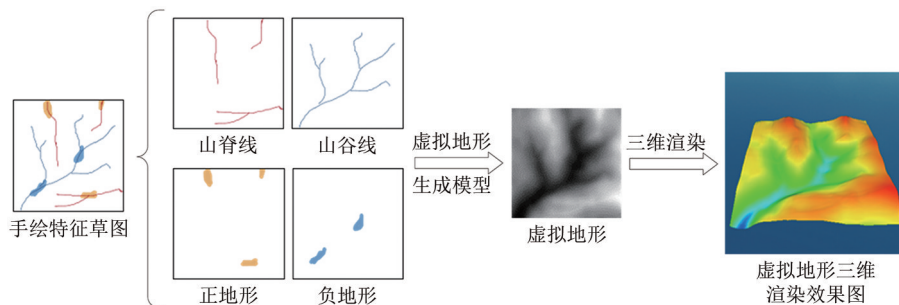 手绘特征草图
山脊线
山谷线
正地形
负地形
虚拟地形
生成模型
虚拟地形
三维渲染
虚拟地形三维
渲染效果图